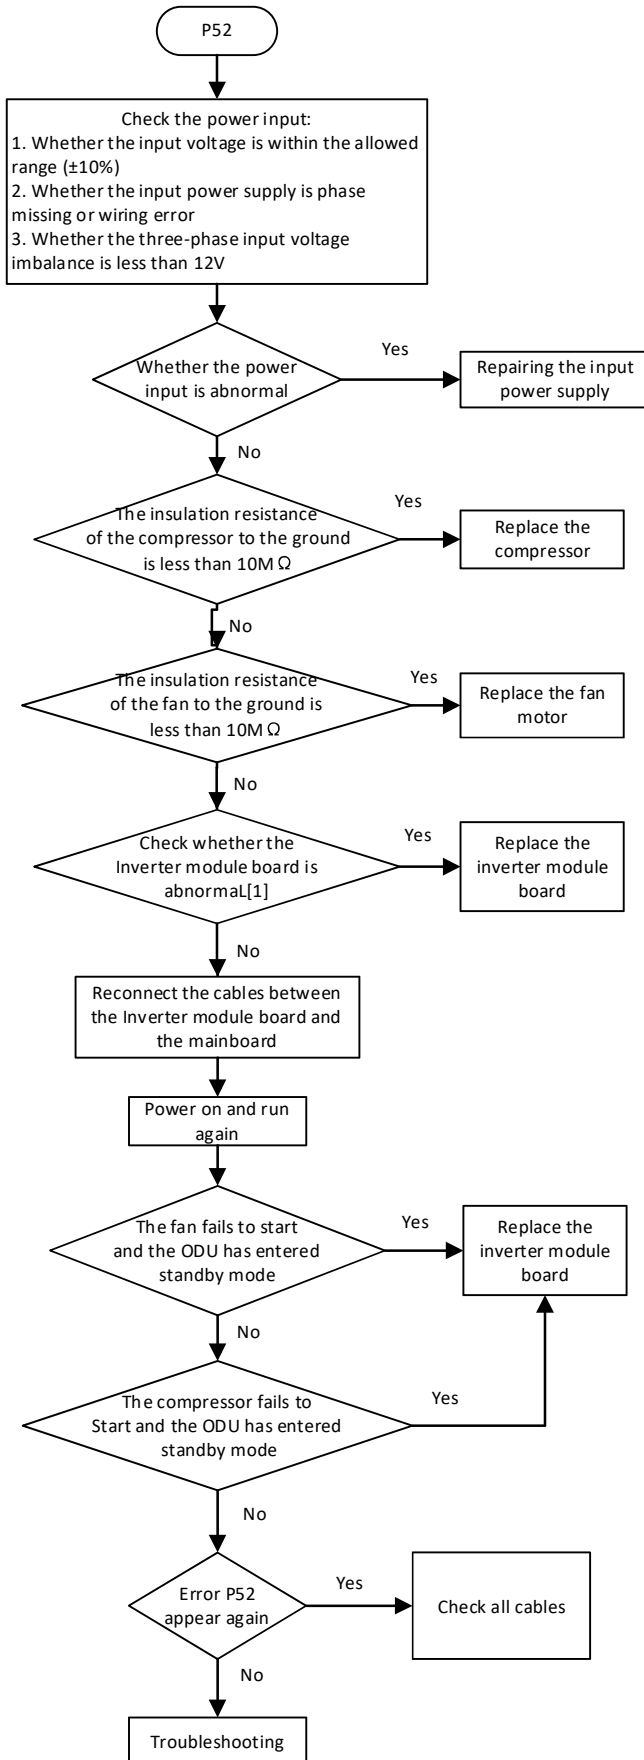 P52
Check the power input:
1. Whether the input voltage is within the allowed
range (±10%)
2. Whether the input power supply is phase
missing or wiring error
3. Whether the three-phase input voltage
imbalance is less than 12V
Whether the power
input is abnormal
Yes
Repairing the input
power supply
No
The insulation resistance
of the compressor to the ground
is less than 10MΩ
Yes
Replace the
compressor
No
The insulation resistance
of the fan to the ground is
less than 10MΩ
Yes
Replace the fan
motor
No
Check whether the
Inverter module board is
abnormaL[1]
Yes
Replace the
inverter module
board
No
Reconnect the cables between
the Inverter module board and
the mainboard
Power on and run
again
The fan fails to start
and the ODU has entered
standby mode
Yes
Replace the
inverter module
board
No
The compressor fails to
Start and the ODU has entered
standby mode
Yes
No
Error P52
appear again
Yes
Check all cables
No
Troubleshooting